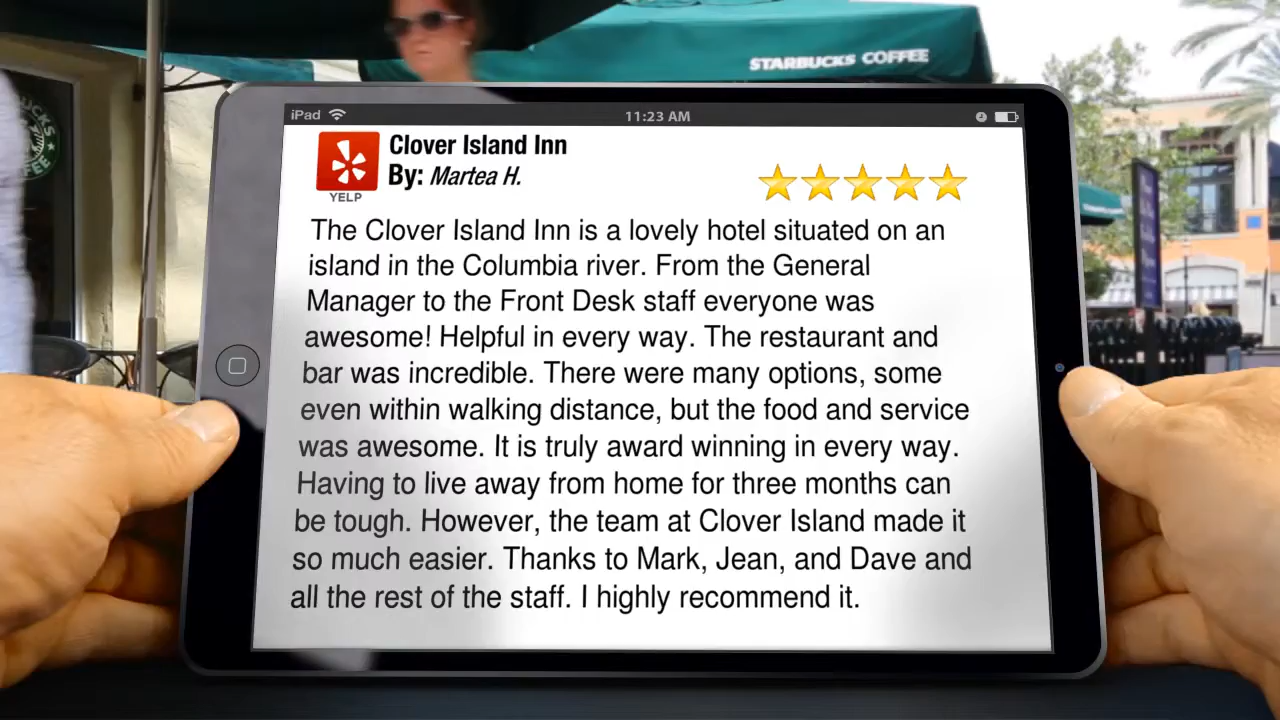 STARBUCKS COFFEE
iPad
11:23 AM
Clover Island Inn
By: Martea H.
YELP
The Clover Island Inn is a lovely hotel situated on an
island in the Columbia river. From the General
Manager to the Front Desk staff everyone was
awesome! Helpful in every way. The restaurant and
bar was incredible. There were many options, some
even within walking distance, but the food and service
was awesome. It is truly award winning in every way.
Having to live away from home for three months can
be tough. However, the team at Clover Island made it
so much easier. Thanks to Mark, Jean, and Dave and
all the rest of the staff. I highly recommend it.